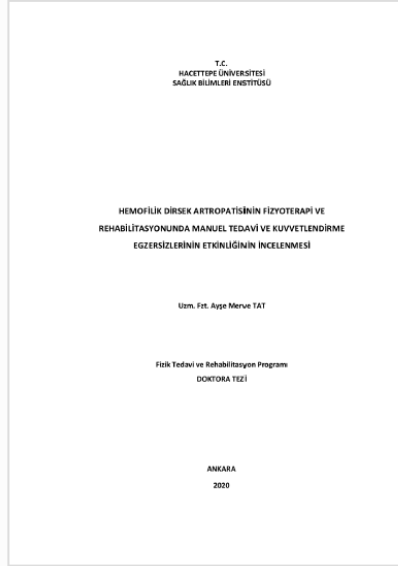 T.C.
HACETTEPE ÜNİVERSİTESİ
SAĞLIK BİLİMLERİ ENSTİTÜSÜ
HEMOFİLİK DİRSEK ARTROPATİSİNİN FİZYOTERAPİ VE
REHABİLİTASYONUNDA MANUEL TEDAVİ VE KUVVETLENDİRME
EGZERSİZLERİNİN ETKİNLİĞİNİN İNCELENMESİ
Uzm. Fzt. Ayşe Merve TAT
Fizik Tedavi ve Rehabilitasyon Programı
DOKTORA TEZİ
ANKARA
2020